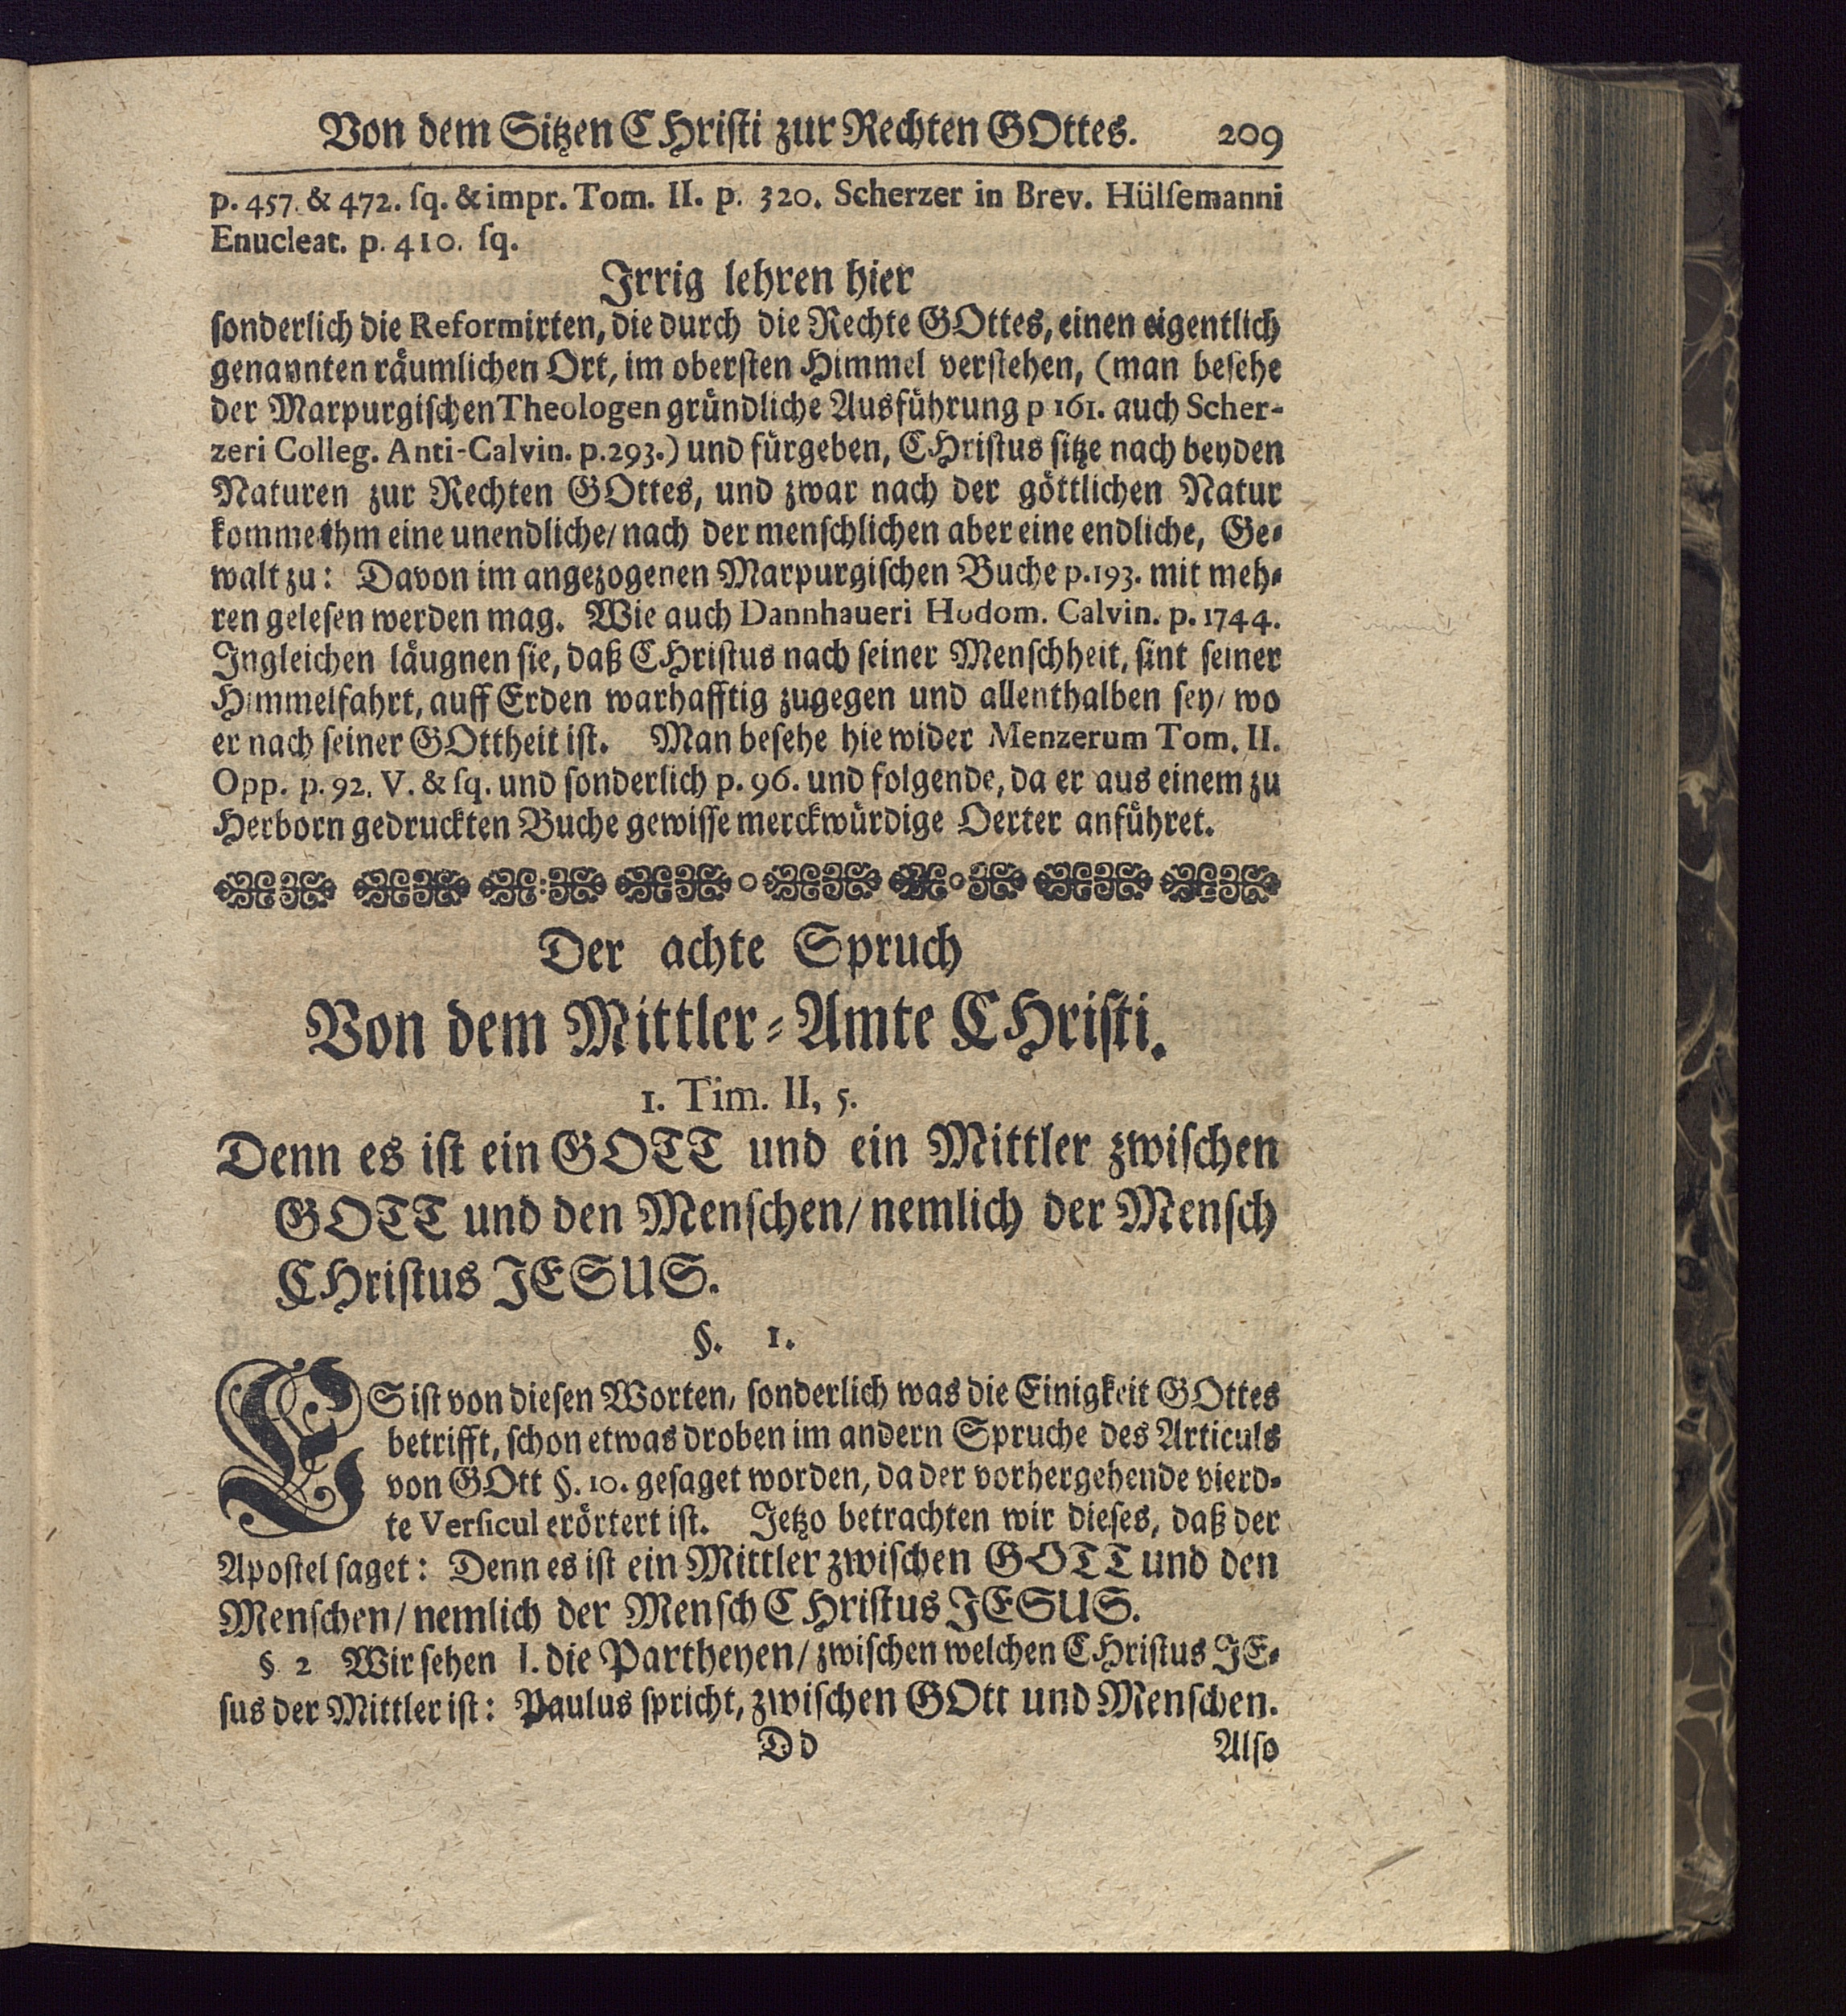 Von dem Sitzen CHriſti zur Rechten GOttes. 209
p. 457. & 472. ſq. & impr. Tom. II. p. 320. Scherzer in Brev. Hülſemanni
Enucleat. p. 410. ſq.
Irrig lehren hier
ſonderlich die Reformirten, die durch die Rechte GOttes, einen eigentlich
genannten räumlichen Ort, im oberſten Himmel verſtehen, (man beſehe
der Marpurgiſchen Theologen gründliche Ausführung p 161. auch Scher-
zeri Colleg. Anti-Calvin. p. 293.) und fürgeben, CHriſtus ſitze nach beyden
Naturen zur Rechten GOttes, und zwar nach der göttlichen Natur
komme ihm eine unendliche/ nach der menſchlichen aber eine endliche, Ge-
walt zu: Davon im angezogenen Marpurgiſchen Buche p. 193. mit meh-
ren geleſen werden mag. Wie auch Dannhaueri Hodom. Calvin. p. 1744.
Ingleichen läugnen ſie, daß CHriſtus nach ſeiner Menſchheit, ſint ſeiner
Himmelfahrt, auff Erden warhafftig zugegen und allenthalben ſey/ wo
er nach ſeiner GOttheit iſt. Man beſehe hie wider Menzerum Tom. II.
Opp. p. 92. V. & ſq. und ſonderlich p. 96. und folgende, da er aus einem zu
Herborn gedruckten Buche gewiſſe merckwürdige Oerter anführet.
Der achte Spruch
Von dem Mittler-Amte CHriſti.
1. Tim. II, 5.
Denn es iſt ein GOTT und ein Mittler zwiſchen
GOTT und den Menſchen/ nemlich der Menſch
CHriſtus JESUS.
§. 1.
ES iſt von dieſen Worten, ſonderlich was die Einigkeit GOttes
betrifft, ſchon etwas droben im andern Spruche des Articuls
von GOtt §. 10. geſaget worden, da der vorhergehende vierd-
te Verſicul erörtert iſt. Jetzo betrachten wir dieſes, daß der
Apoſtel ſaget: Denn es iſt ein Mittler zwiſchen GOTT und den
Menſchen/ nemlich der Menſch CHriſtus JESUS.
§ 2 Wir ſehen I. die Partheyen/ zwiſchen welchen CHriſtus JE-
ſus der Mittler iſt: Paulus ſpricht, zwiſchen GOtt und Menſchen.
Dd Alſo